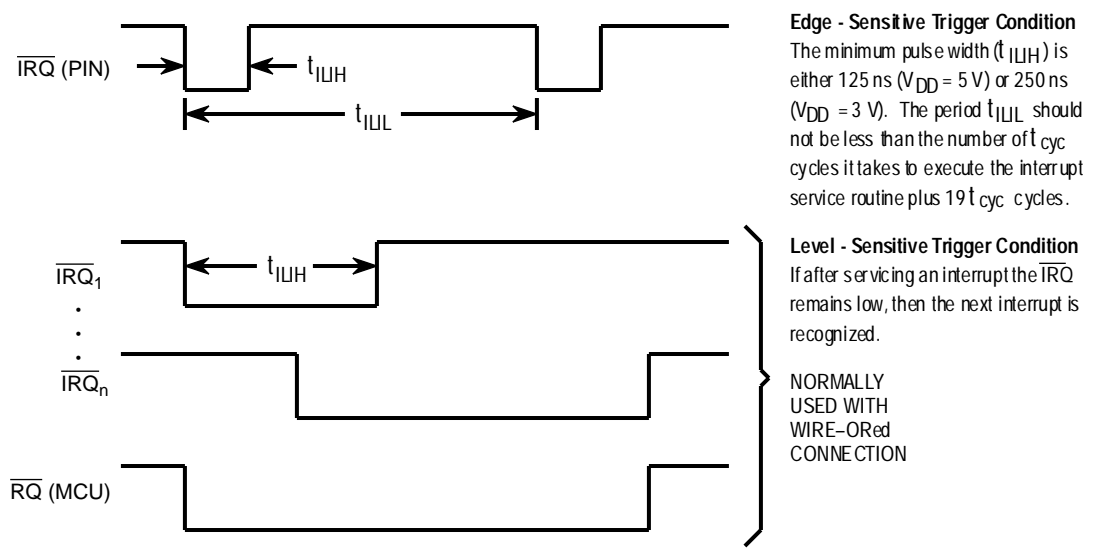 IRQ (PIN)
tILIH
tILIL
Edge - Sensitive Trigger Condition
The minimum pulse width (tILIH) is
either 125 ns (VDD = 5 V) or 250 ns
(VDD = 3 V). The period tILIL should
not be less than the number of tcyc
cycles it takes to execute the interrupt
service routine plus 19 tcyc cycles.
IRQ1
tILIH
.
.
.
IRQn
RQ (MCU)
Level - Sensitive Trigger Condition
If after servicing an interrupt the IRQ
remains low, then the next interrupt is
recognized.
NORMALLY
USED WITH
WIRE–ORed
CONNECTION